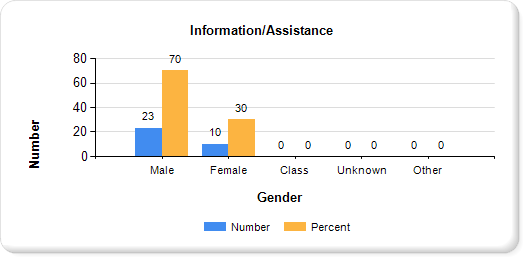 Information/Assistance
80
60
40
20
0
Number
23 70
10 30
0 0
0 0
0 0
Male Female Class Unknown Other
Gender
Number Percent